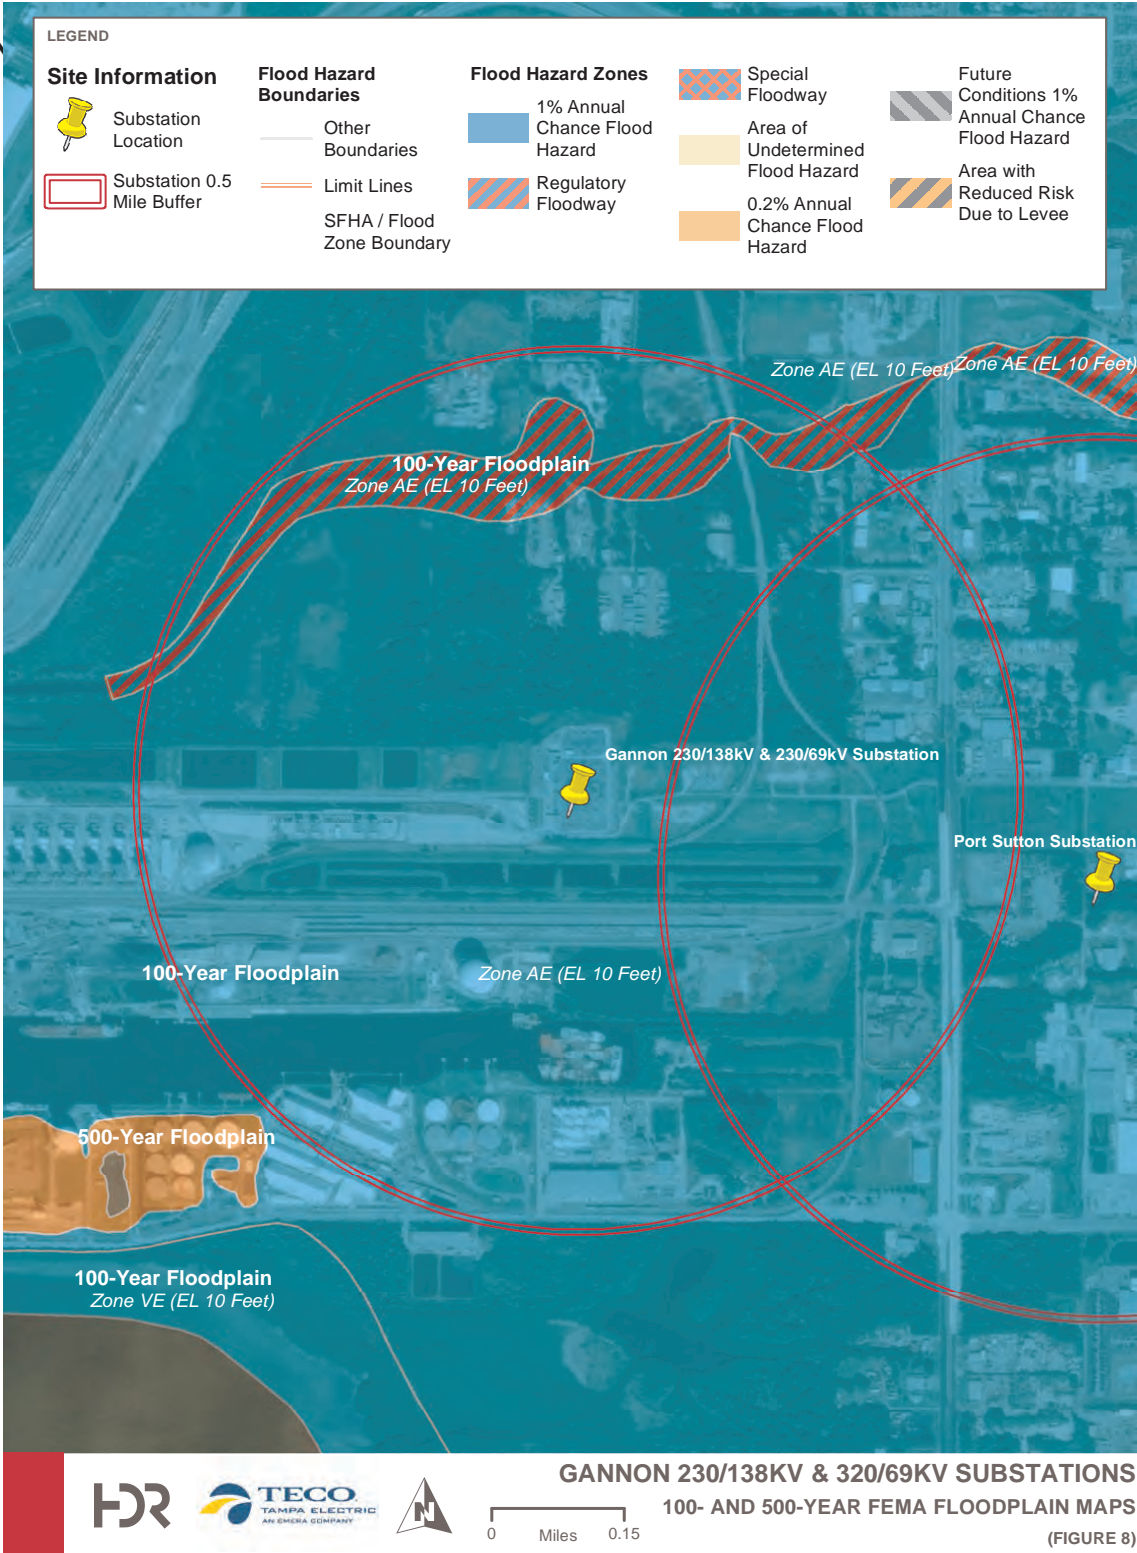 LEGEND
Site Information
Substation
Location
Substation 0.5
Mile Buffer
Flood Hazard
Boundaries
Other
Boundaries
Limit Lines
SFHA / Flood
Zone Boundary
Flood Hazard Zones
1% Annual
Chance Flood
Hazard
Regulatory
Floodway
Special
Floodway
Area of
Undetermined
Flood Hazard
0.2% Annual
Chance Flood
Hazard
Future
Conditions 1%
Annual Chance
Flood Hazard
Area with
Reduced Risk
Due to Levee
Zone AE (EL 10 Feet)
Zone AE (EL 10 Feet)
100-Year Floodplain
Zone AE (EL 10 Feet)
Gannon 230/138kV & 230/69kV Substation
Port Sutton Substation
100-Year Floodplain
Zone AE (EL 10 Feet)
500-Year Floodplain
100-Year Floodplain
Zone VE (EL 10 Feet)
HDR
TECO.
TAMPA ELECTRIC
AN EMERA COMPANY
N
0 Miles 0.15
GANNON 230/138KV & 320/69KV SUBSTATIONS
100- AND 500-YEAR FEMA FLOODPLAIN MAPS
(FIGURE 8)